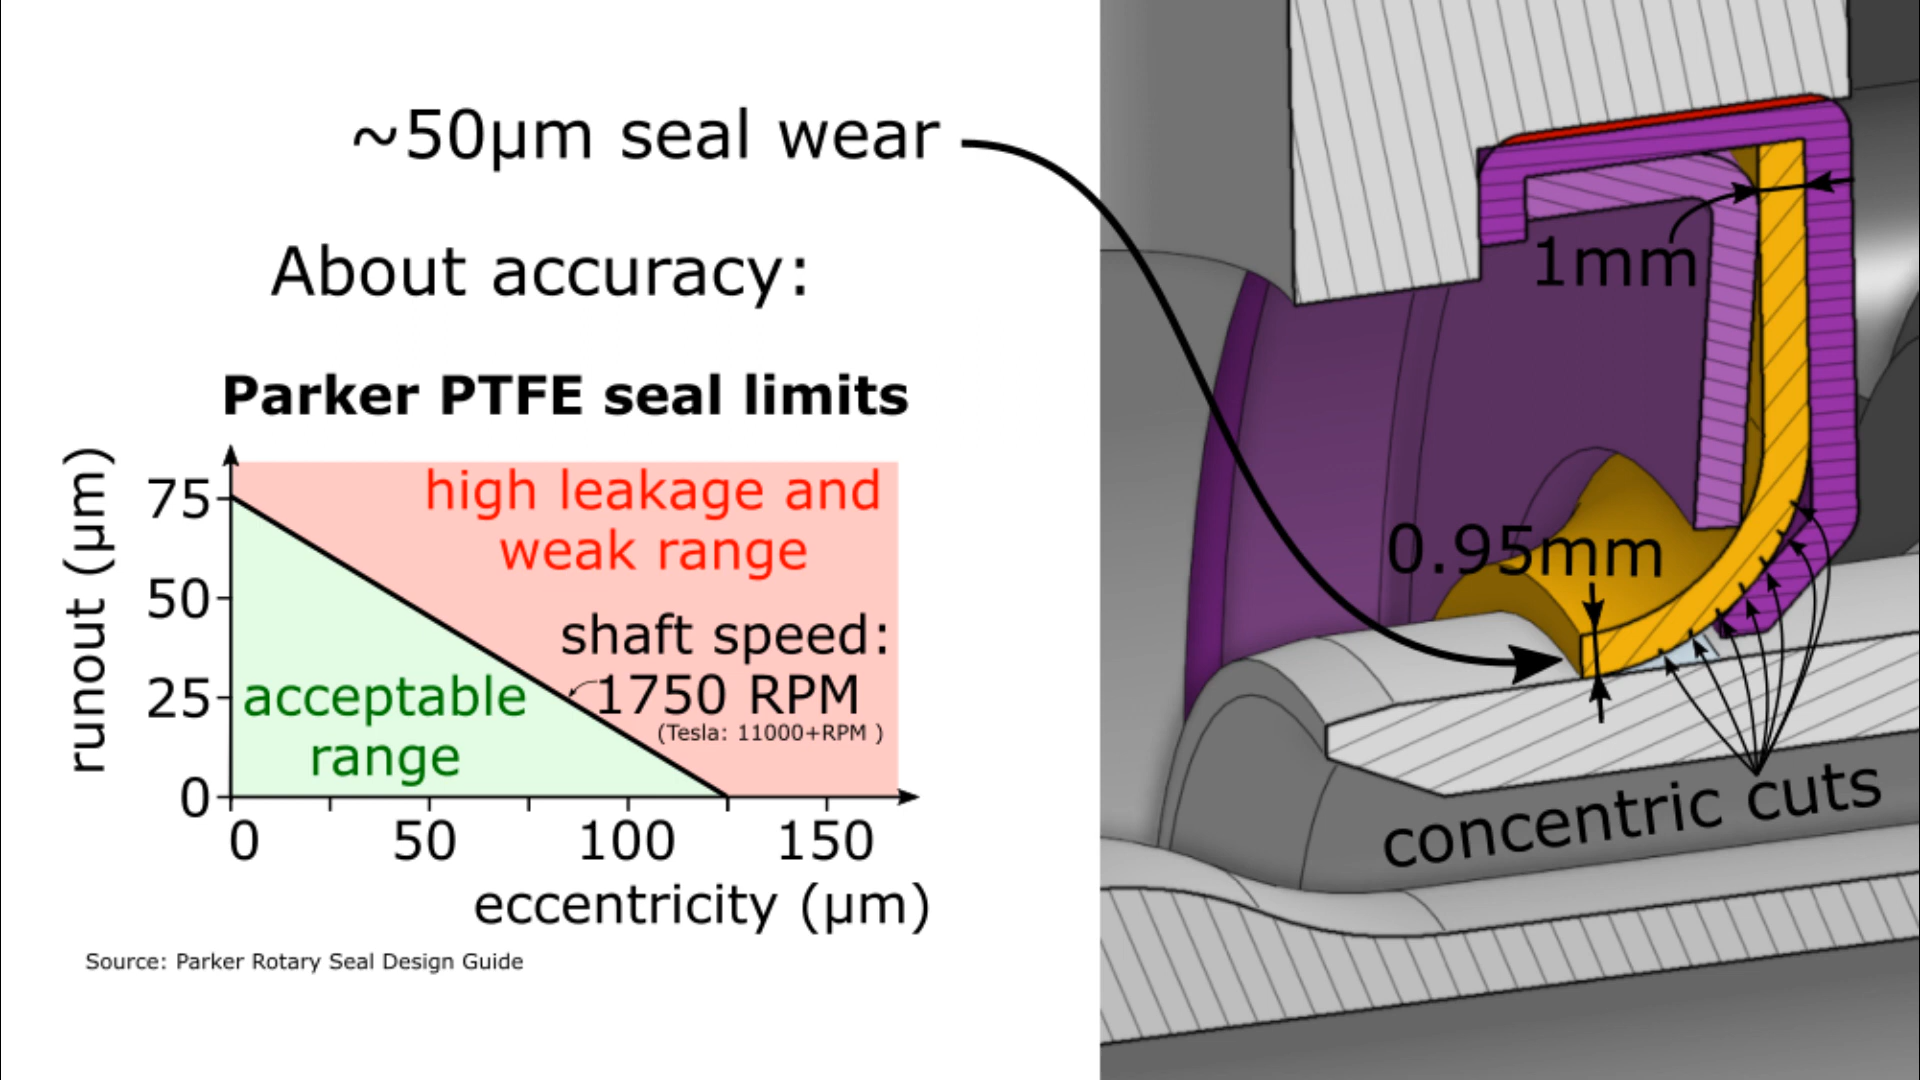 ~50µm seal wear
About accuracy:
Parker PTFE seal limits
runout (µm)
75
50
25
0
high leakage and
weak range
shaft speed:
1750 RPM
(Tesla: 11000+RPM )
acceptable
range
0 50 100 150
eccentricity (µm)
Source: Parker Rotary Seal Design Guide
1mm
0.95mm
concentric cuts